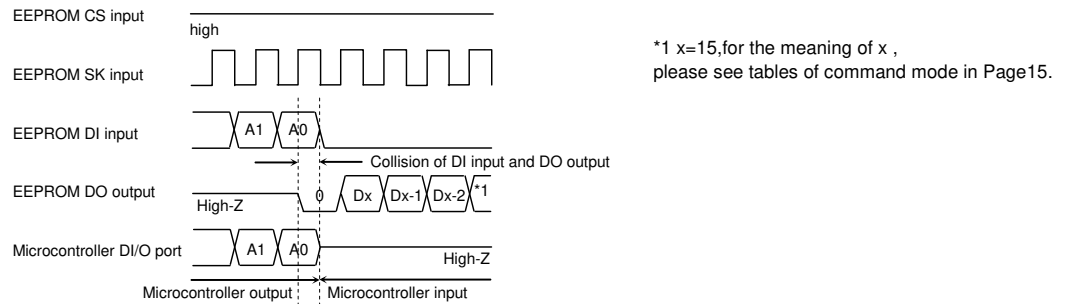 EEPROM CS input
high
*1 x=15,for the meaning of x ,
please see tables of command mode in Page15.
EEPROM SK input
EEPROM DI input
A1 A0
Collision of DI input and DO output
EEPROM DO output
High-Z
0 Dx Dx-1 Dx-2 *1
Microcontroller DI/O port
A1 A0
High-Z
Microcontroller output Microcontroller input